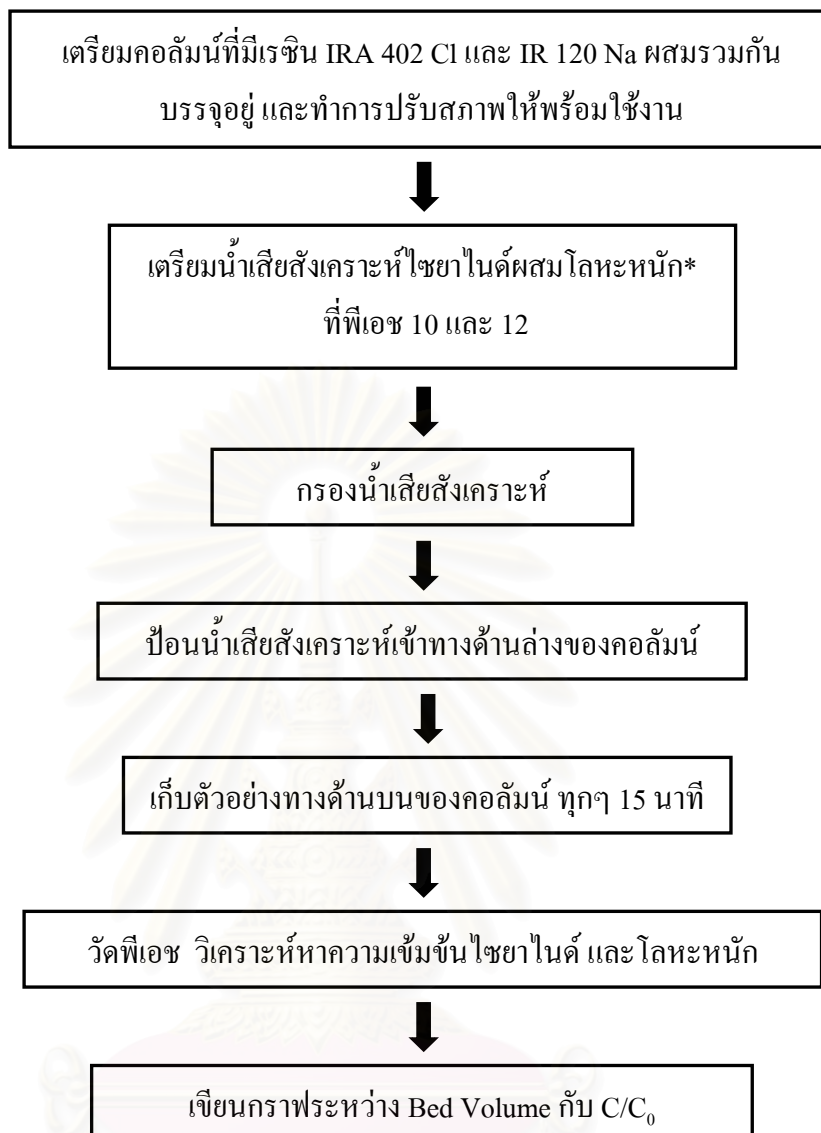 เตรียมคอลัมน์ที่มีเรซิน IRA 402 Cl และ IR 120 Na ผสมรวมกัน
บรรจุอยู่ และทำการปรับสภาพให้พร้อมใช้งาน
เตรียมน้ำเสียสังเคราะห์ไซยาไนด์ผสมโลหะหนัก*
ที่พีเอช 10 และ 12
กรองน้ำเสียสังเคราะห์
ป้อนน้ำเสียสังเคราะห์เข้าทางด้านล่างของคอลัมน์
เก็บตัวอย่างทางด้านบนของคอลัมน์ ทุกๆ 15 นาที
วัดพีเอช วิเคราะห์หาความเข้มข้นไซยาไนด์ และโลหะหนัก
เขียนกราฟระหว่าง Bed Volume กับ C/C₀